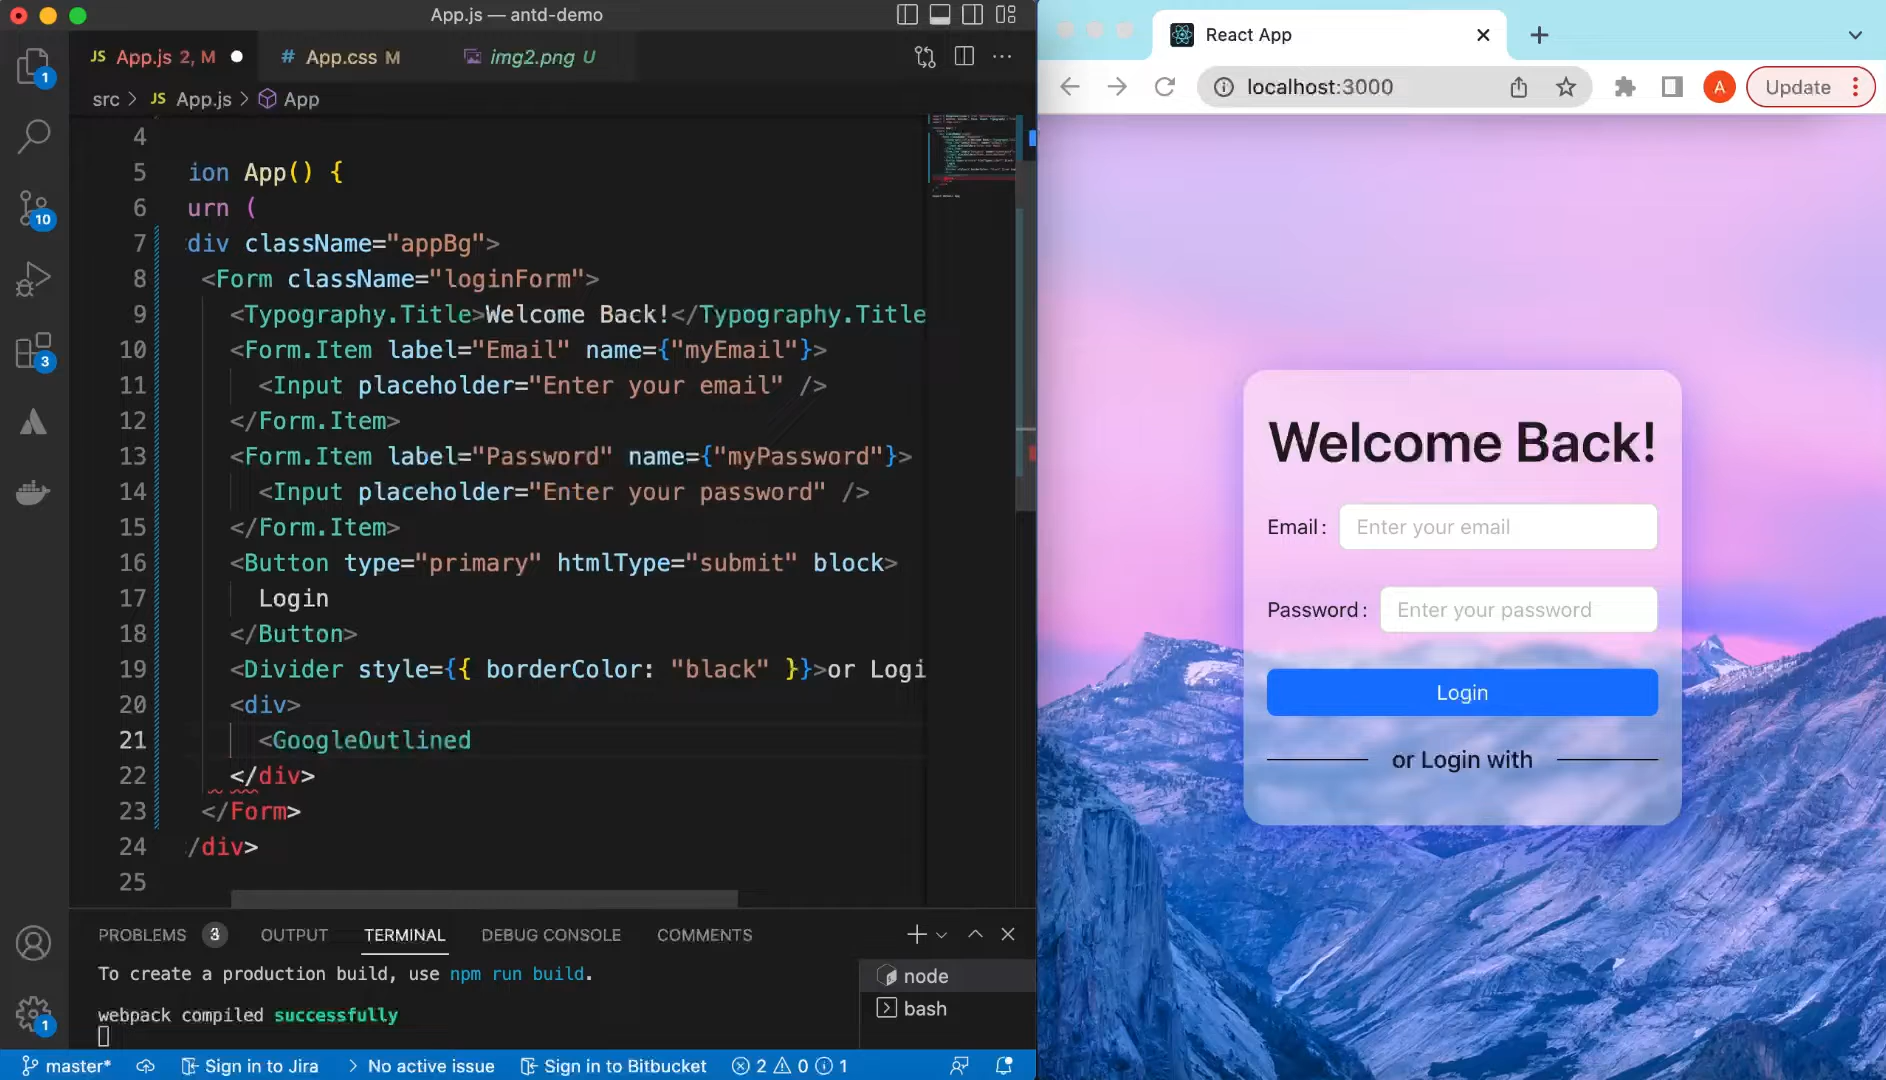 App.js — antd-demo
JS App.js 2, M
# App.css M
img2.png U
src > JS App.js > App
4
5 ion App() {
6 urn (
7 div className="appBg">
8 <Form className="loginForm">
9 <Typography.Title>Welcome Back!</Typography.Title
10 <Form.Item label="Email" name={"myEmail"}>
11 <Input placeholder="Enter your email" />
12 </Form.Item>
13 <Form.Item label="Password" name={"myPassword"}>
14 <Input placeholder="Enter your password" />
15 </Form.Item>
16 <Button type="primary" htmlType="submit" block>
17 Login
18 </Button>
19 <Divider style={{ borderColor: "black" }}>or Logi
20 <div>
21 <GoogleOutlined
22 </div>
23 </Form>
24 /div>
25
1
10
3
1
PROBLEMS 3 OUTPUT TERMINAL DEBUG CONSOLE COMMENTS
To create a production build, use npm run build.
webpack compiled successfully
node
bash
master* Sign in to Jira No active issue Sign in to Bitbucket 2 0 1
React App
localhost:3000
A
Update
Welcome Back!
Email: Enter your email
Password: Enter your password
Login
or Login with